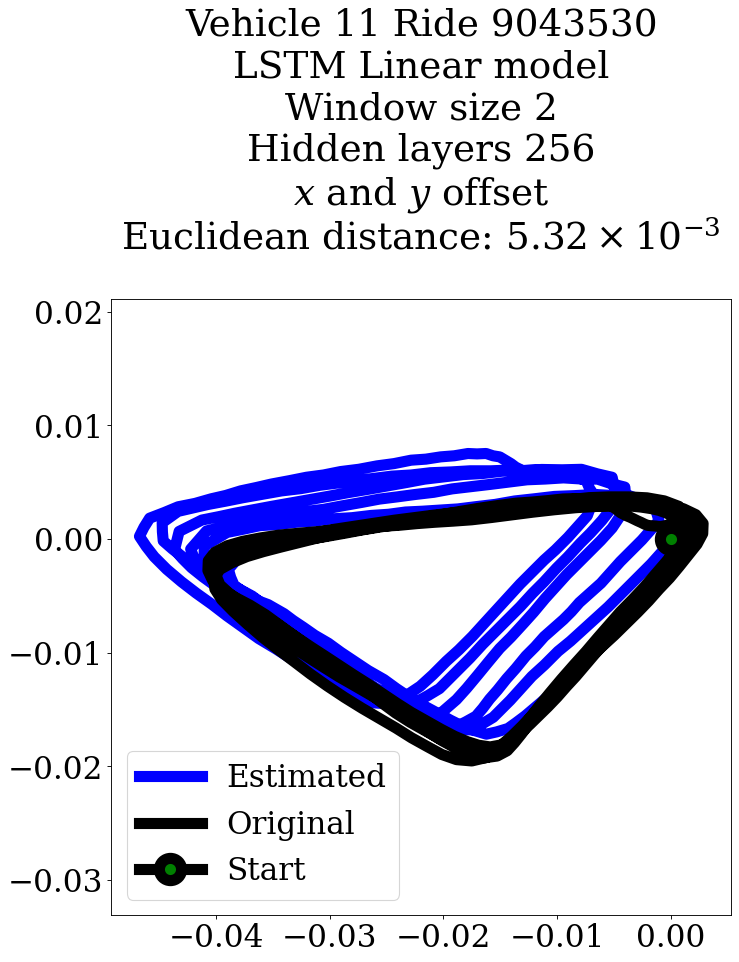 Vehicle 11 Ride 9043530
LSTM Linear model
Window size 2
Hidden layers 256
x and y offset
Euclidean distance: 5.32 × 10⁻³
0.02
0.01
0.00
−0.01
−0.02
−0.03
Estimated
Original
Start
−0.04 −0.03 −0.02 −0.01 0.00